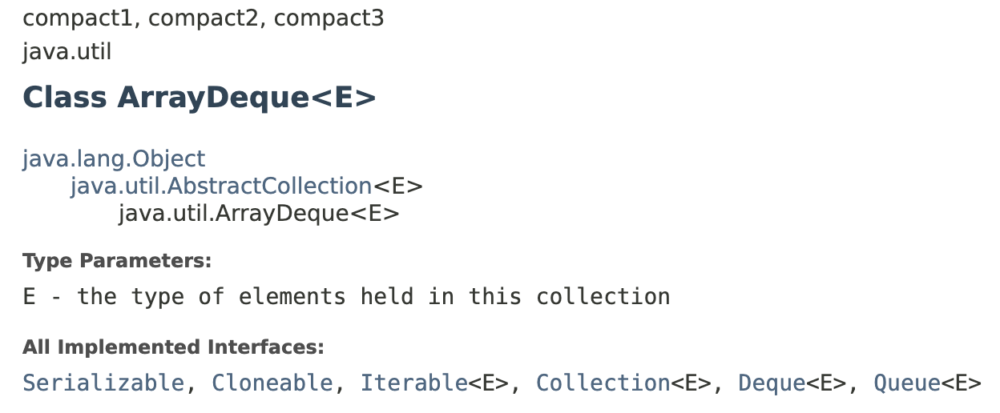 compact1, compact2, compact3
java.util
Class ArrayDeque<E>
java.lang.Object
java.util.AbstractCollection<E>
java.util.ArrayDeque<E>
Type Parameters:
E - the type of elements held in this collection
All Implemented Interfaces:
Serializable, Cloneable, Iterable<E>, Collection<E>, Deque<E>, Queue<E>